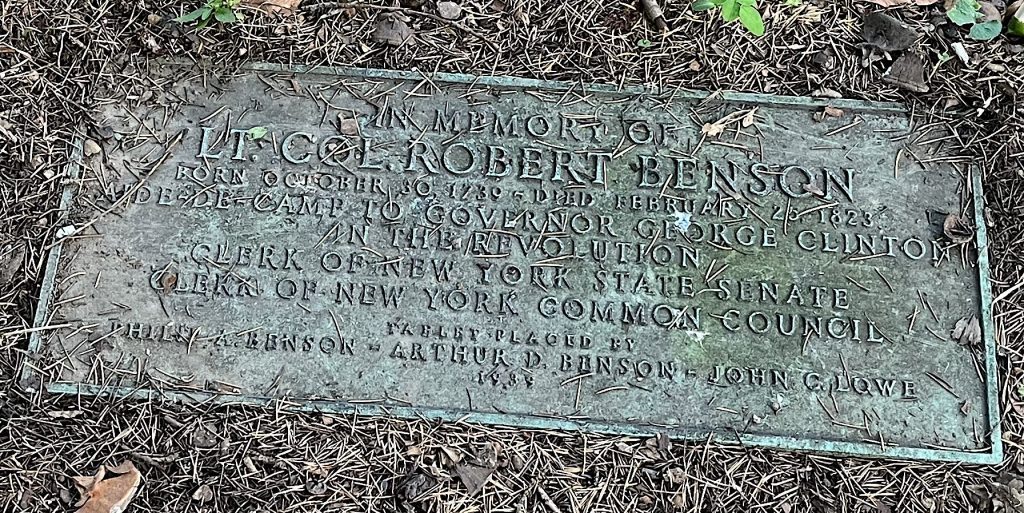 IN MEMORY OF
LT. COL. ROBERT BENSON
BORN OCTOBER 30 1739 - DIED FEBRUARY 25 1823
AIDE-DE-CAMP TO GOVERNOR GEORGE CLINTON
IN THE REVOLUTION
CLERK OF NEW YORK STATE SENATE
CLERK OF NEW YORK COMMON COUNCIL
TABLET PLACED BY
A. BENSON - ARTHUR D. BENSON - JOHN C. LOWE